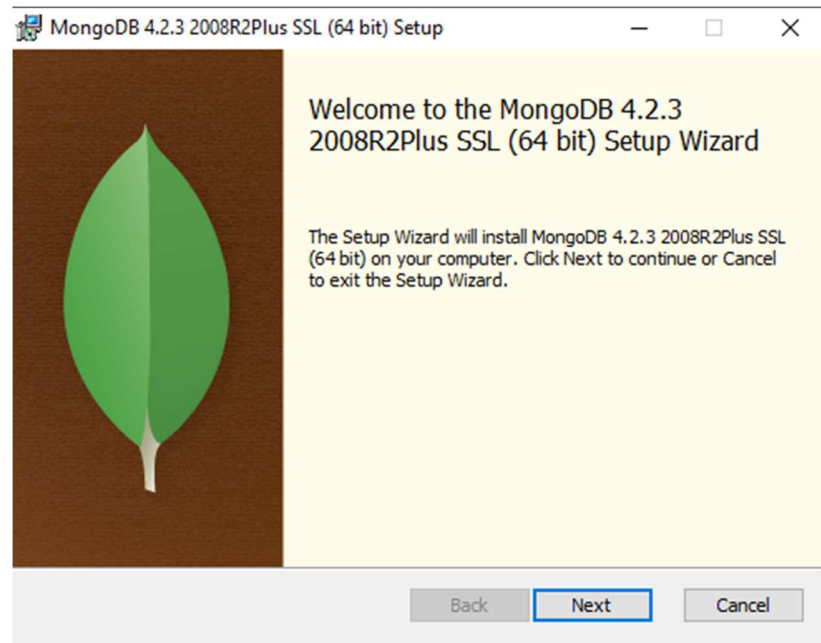 MongoDB 4.2.3 2008R2Plus SSL (64 bit) Setup
Welcome to the MongoDB 4.2.3
2008R2Plus SSL (64 bit) Setup Wizard
The Setup Wizard will install MongoDB 4.2.3 2008R2Plus SSL
(64 bit) on your computer. Click Next to continue or Cancel
to exit the Setup Wizard.
Back Next Cancel